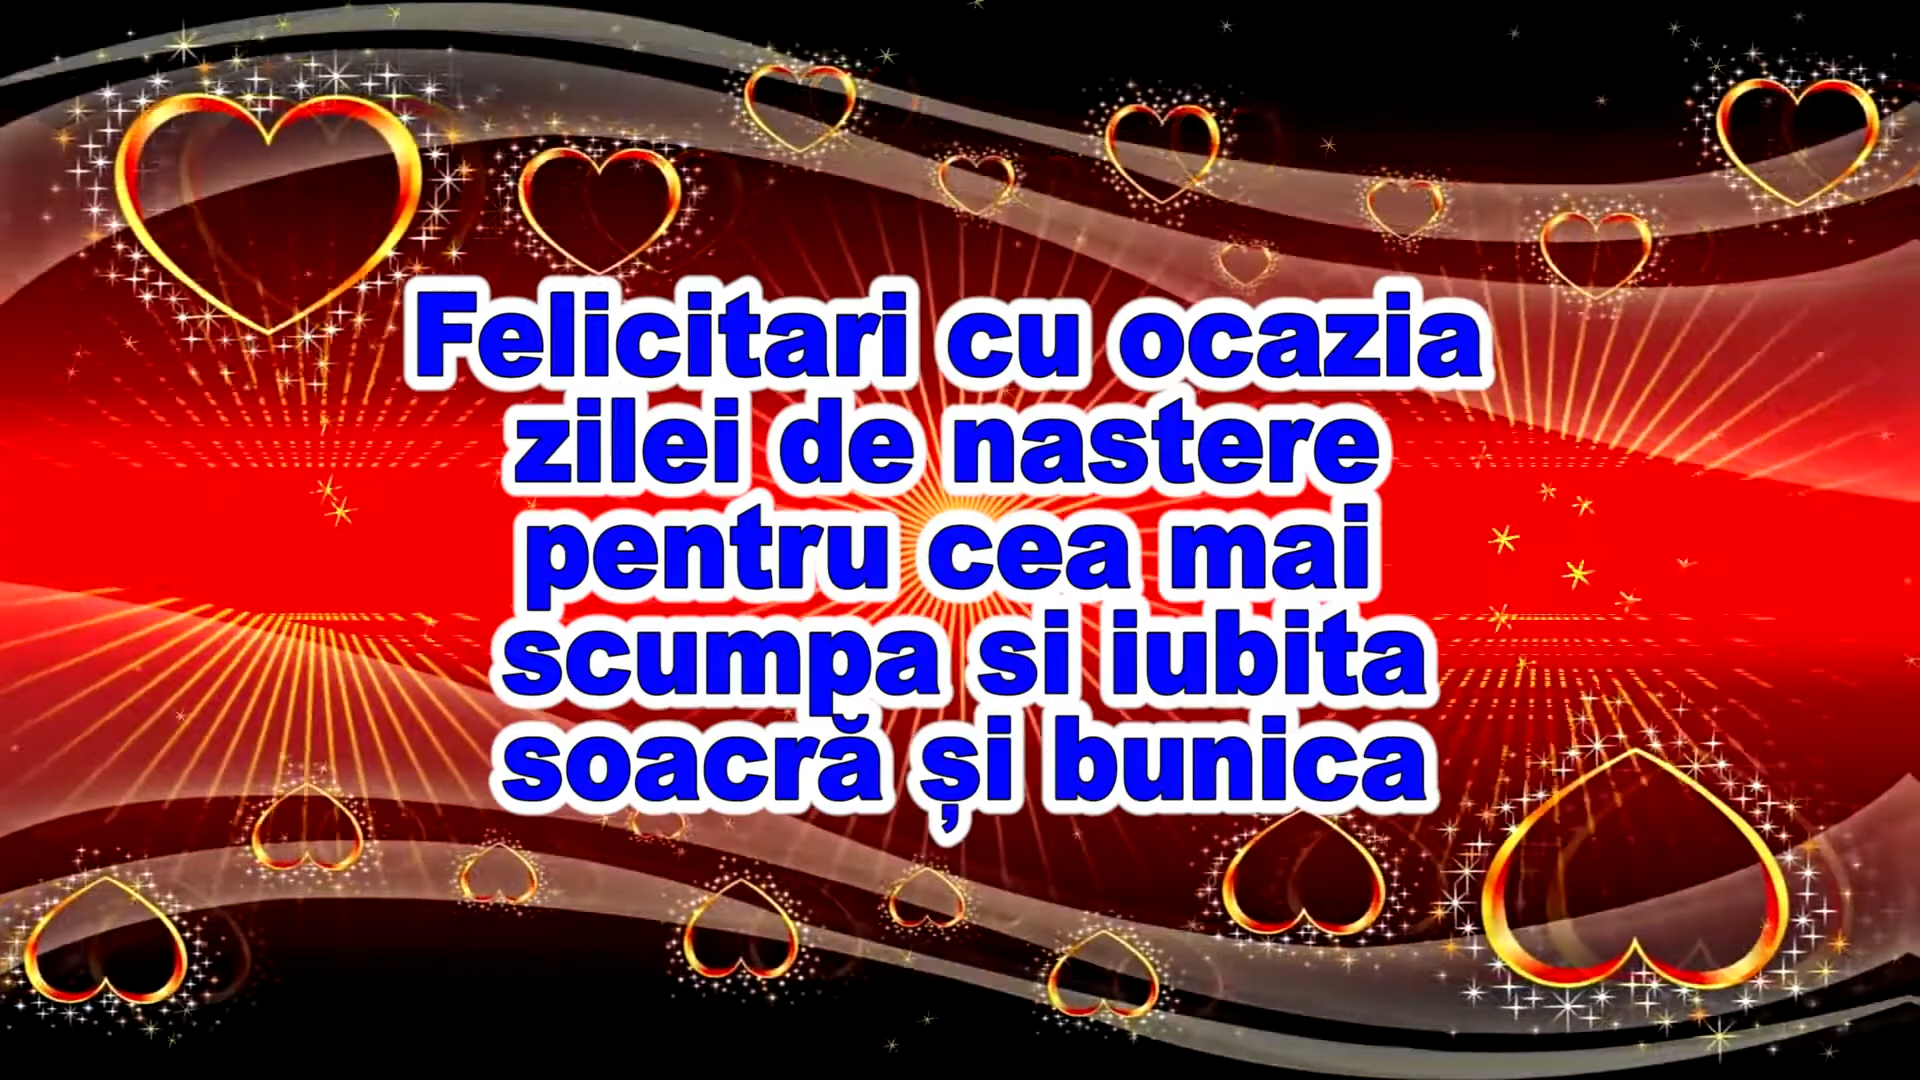 Felicitari cu ocazia
zilei de nastere
pentru cea mai
scumpa si iubita
soacră și bunica